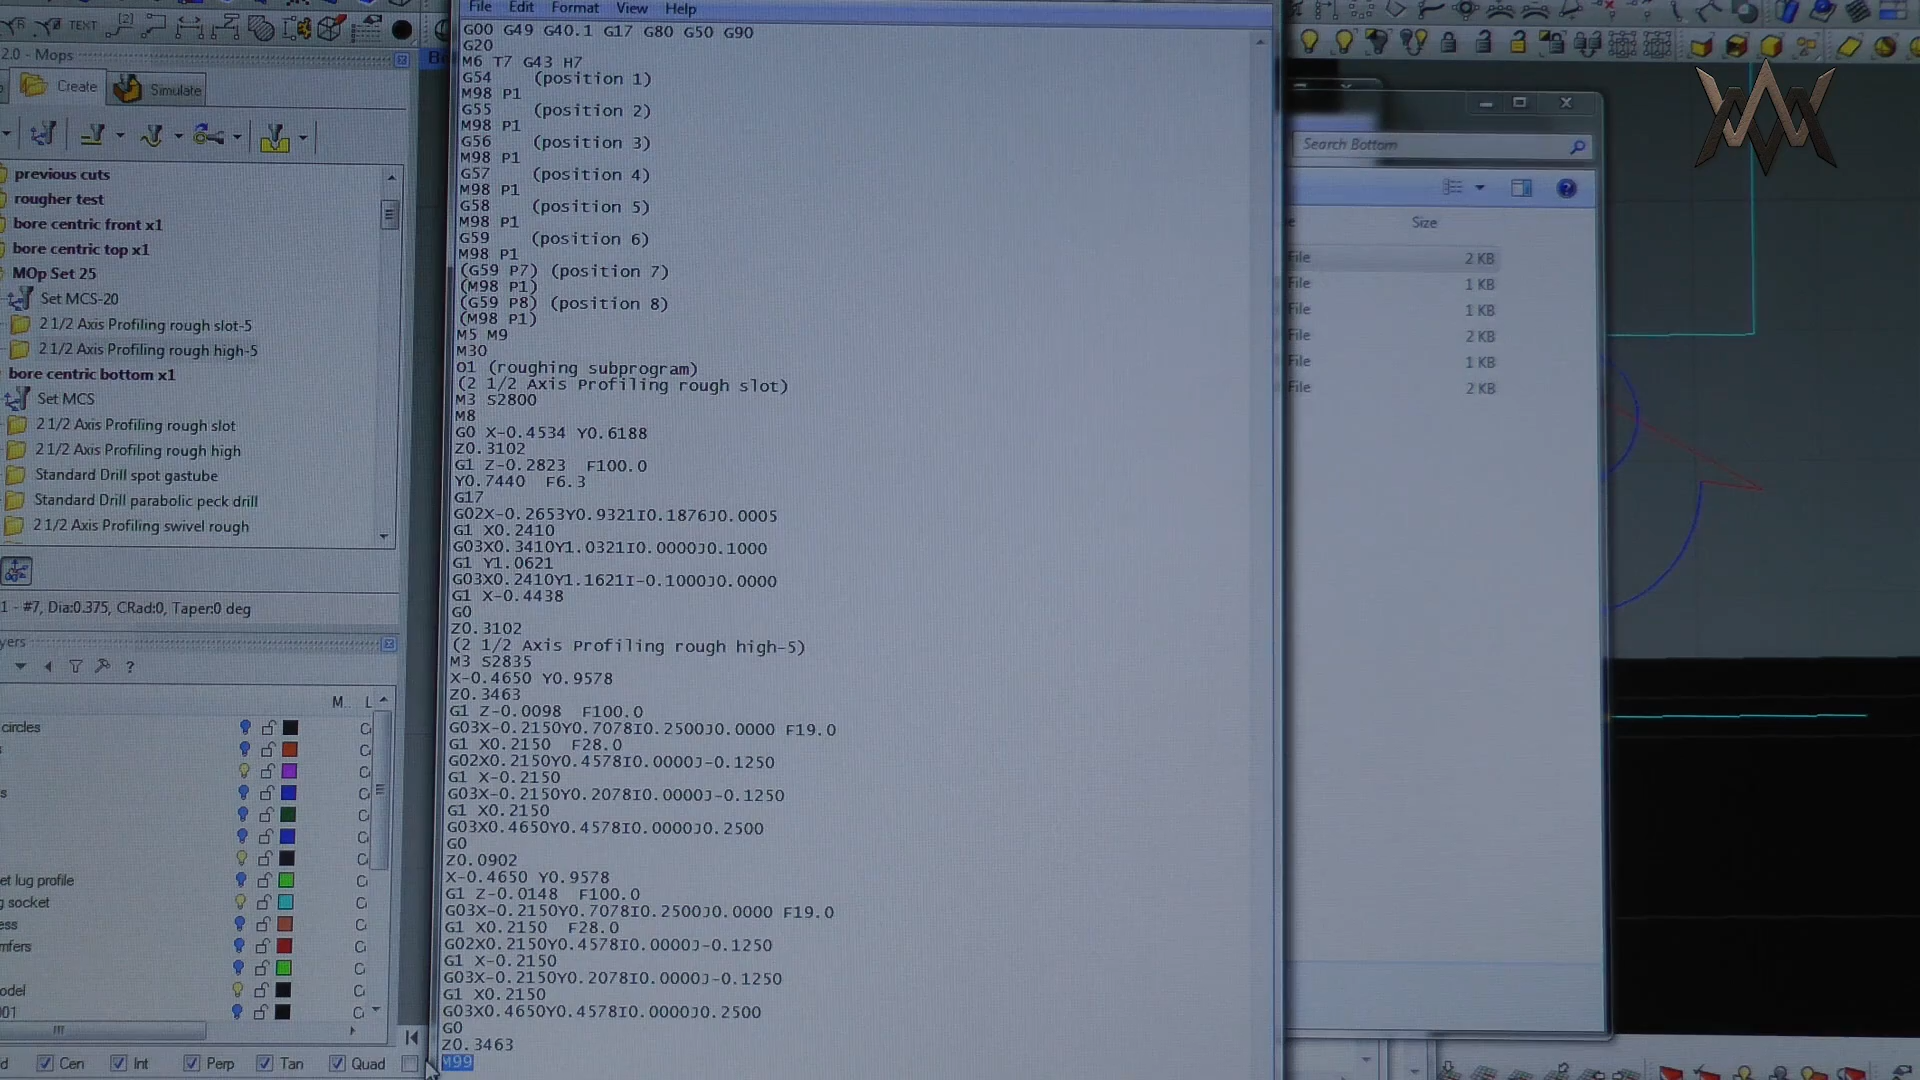 File Edit Format View Help
G00 G49 G40.1 G17 G80 G50 G90
G20
M6 T7 G43 H7
G54 (position 1)
M98 P1
G55 (position 2)
M98 P1
G56 (position 3)
M98 P1
G57 (position 4)
M98 P1
G58 (position 5)
M98 P1
G59 (position 6)
M98 P1
(G59 P7) (position 7)
(M98 P1)
(G59 P8) (position 8)
(M98 P1)
M5 M9
M30
O1 (roughing subprogram)
(2 1/2 Axis Profiling rough slot)
M3 S2800
M8
G0 X-0.4534 Y0.6188
Z0.3102
G1 Z-0.2823 F100.0
Y0.7440 F6.3
G17
G02X-0.2653Y0.9321I0.1876J0.0005
G1 X0.2410
G03X0.3410Y1.0321I0.0000J0.1000
G1 Y1.0621
G03X0.2410Y1.1621I-0.1000J0.0000
G1 X-0.4438
G0
Z0.3102
(2 1/2 Axis Profiling rough high-5)
M3 S2835
X-0.4650 Y0.9578
Z0.3463
G1 Z-0.0098 F100.0
G03X-0.2150Y0.7078I0.2500J0.0000 F19.0
G1 X0.2150 F28.0
G02X0.2150Y0.4578I0.0000J-0.1250
G1 X-0.2150
G03X-0.2150Y0.2078I0.0000J-0.1250
G1 X0.2150
G03X0.4650Y0.4578I0.0000J0.2500
G0
Z0.0902
X-0.4650 Y0.9578
G1 Z-0.0148 F100.0
G03X-0.2150Y0.7078I0.2500J0.0000 F19.0
G1 X0.2150 F28.0
G02X0.2150Y0.4578I0.0000J-0.1250
G1 X-0.2150
G03X-0.2150Y0.2078I0.0000J-0.1250
G1 X0.2150
G03X0.4650Y0.4578I0.0000J0.2500
G0
Z0.3463
M99
TEXT
2.0 - Mops
Create Simulate
previous cuts
rougher test
bore centric front x1
bore centric top x1
MOp Set 25
Set MCS-20
2 1/2 Axis Profiling rough slot-5
2 1/2 Axis Profiling rough high-5
bore centric bottom x1
Set MCS
2 1/2 Axis Profiling rough slot
2 1/2 Axis Profiling rough high
Standard Drill spot gastube
Standard Drill parabolic peck drill
2 1/2 Axis Profiling swivel rough
1 - #7, Dia:0.375, CRad:0, Taper:0 deg
yers
M... L
circles
et lug profile
g socket
ess
mfers
odel
001
Cen Int Perp Tan Quad
Search Bottom
Size
File 2 KB
File 1 KB
File 1 KB
File 2 KB
File 1 KB
File 2 KB